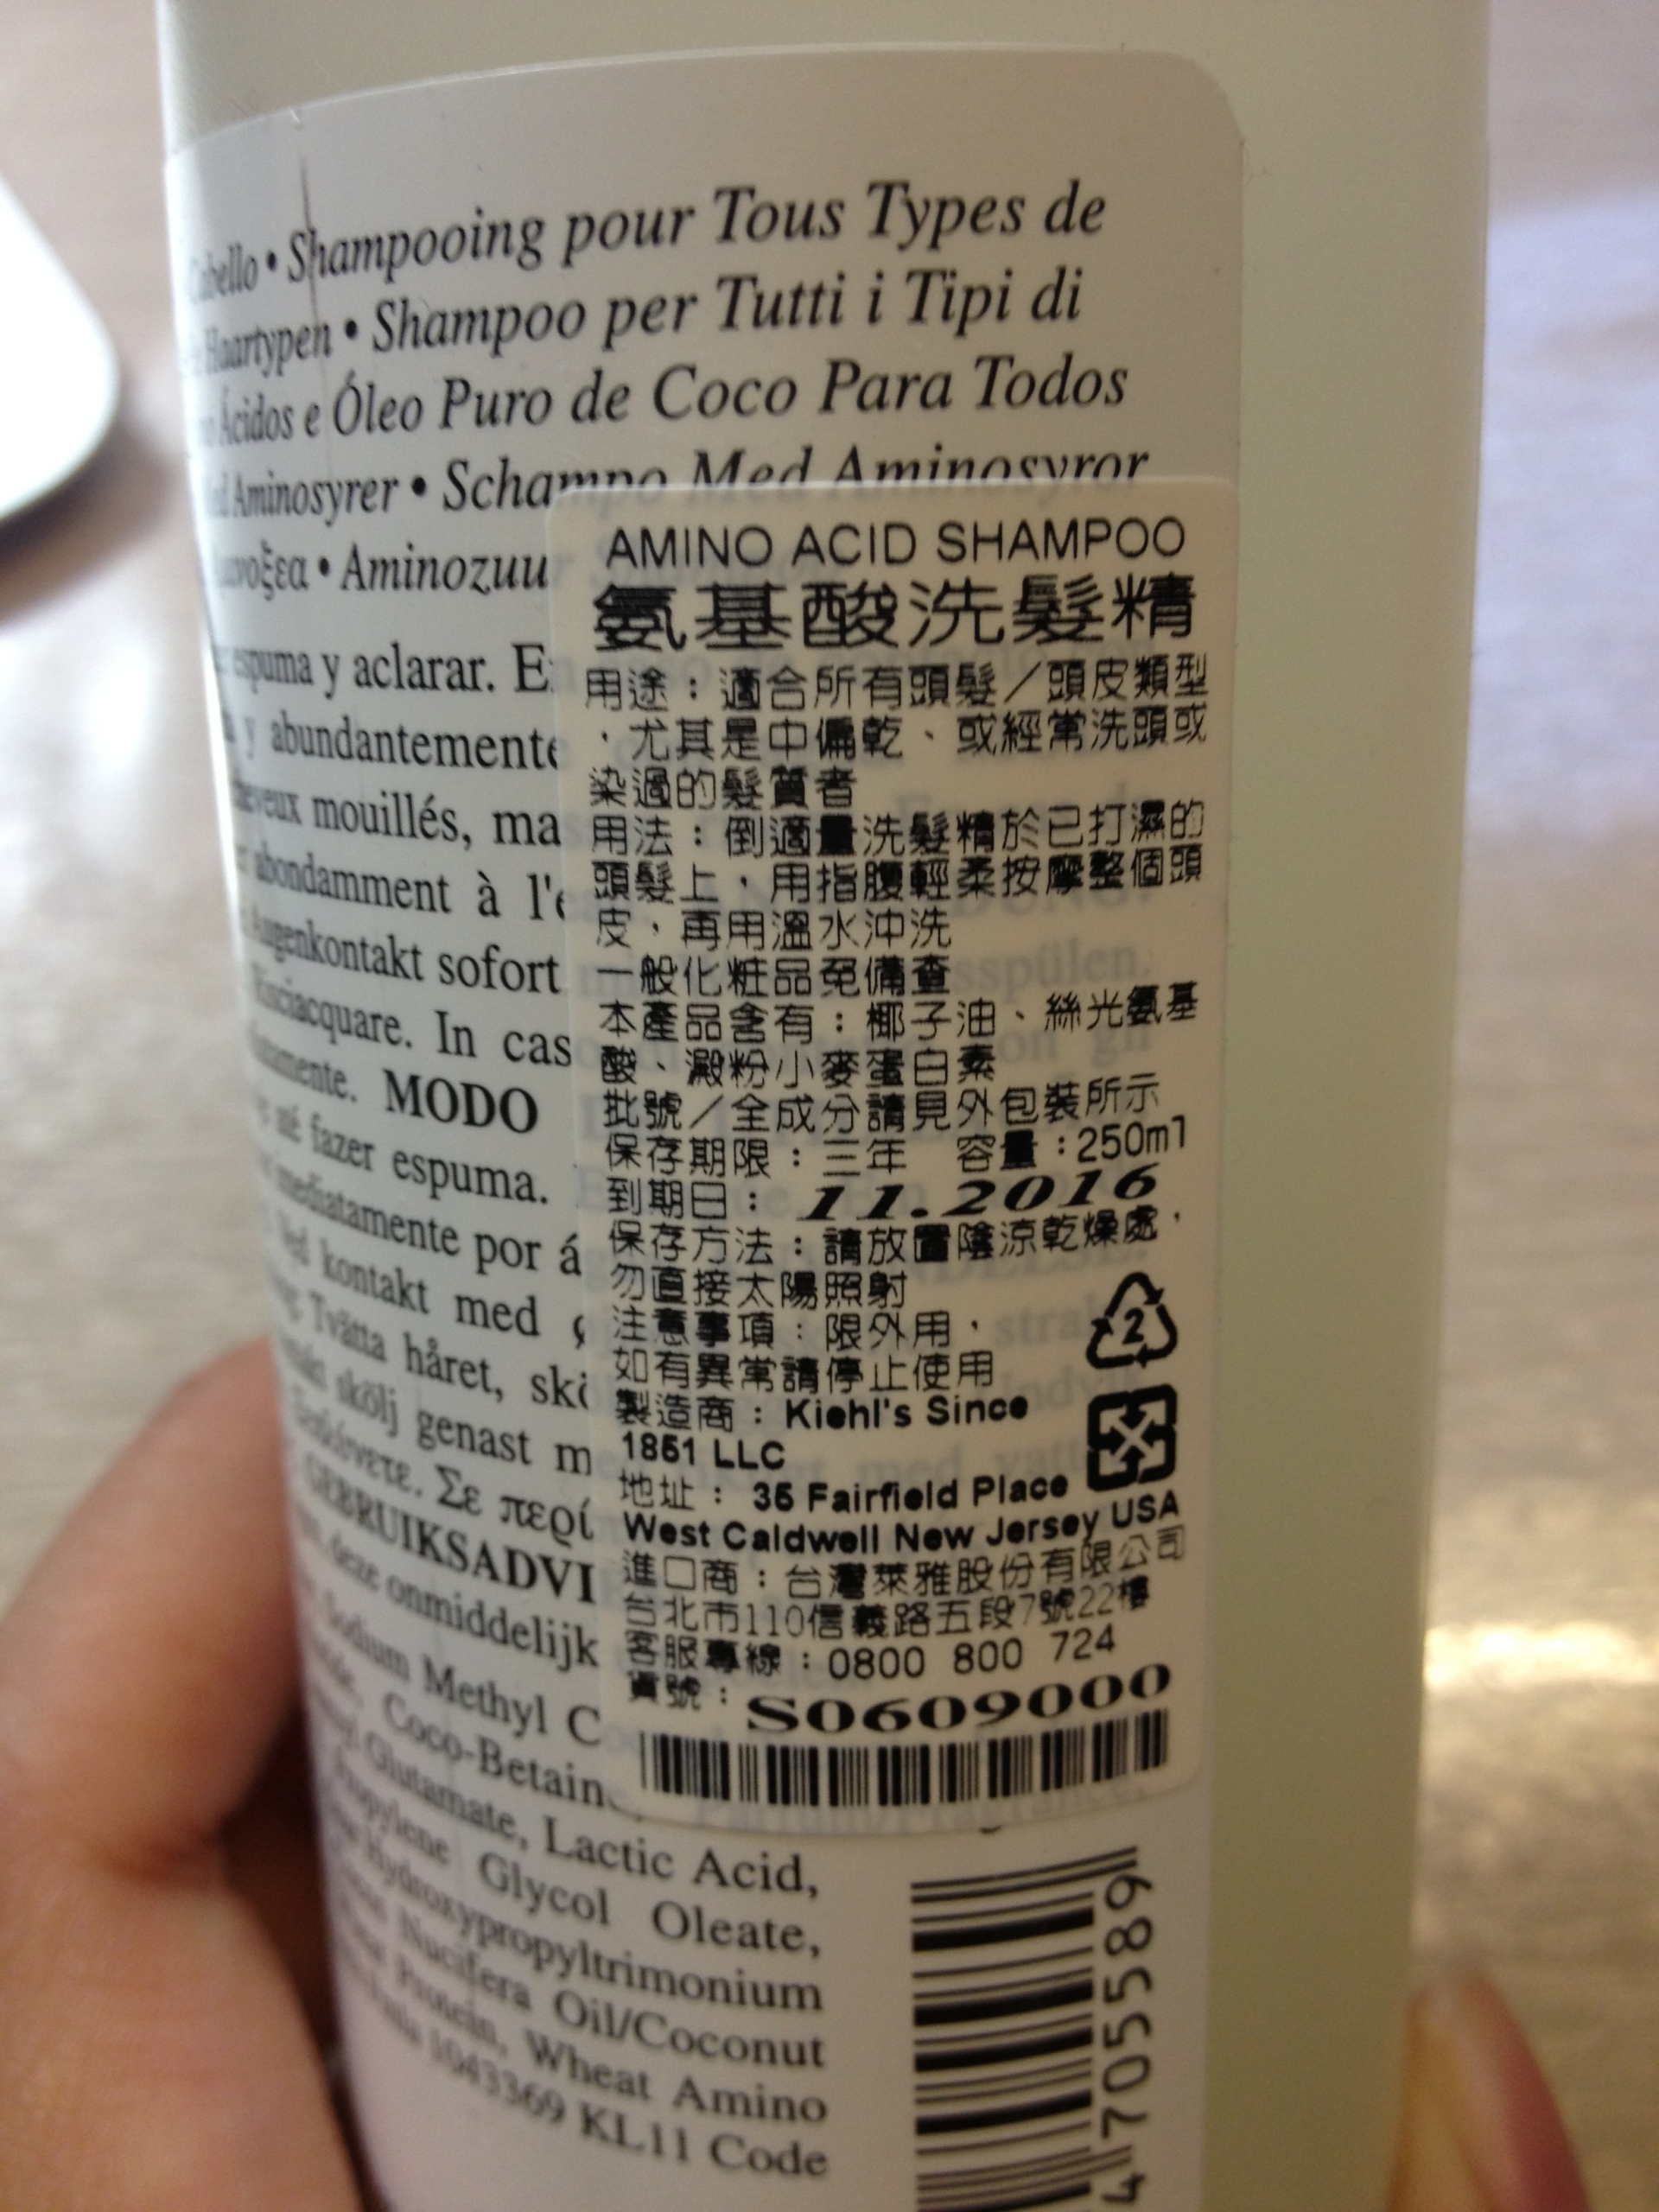 Shampooing pour Tous Types de
Haartypen • Shampoo per Tutti i Tipi di
Ácidos e Óleo Puro de Coco Para Todos
Aminosyrer • Schampo Med Aminosyror
• Aminozuur
espuma y aclarar.
y abundantemente
mouillés,
abondamment à
Augenkontakt sofort
In
MODO
até fazer espuma.
por
kontakt med
Tvätta håret,
skölj genast
Σε
GEBRUIKSADVI
deze onmiddelijk
Sodium Methyl
Coco-Betaine,
Glutamate, Lactic Acid,
Propylene Glycol Oleate,
Hydroxypropyltrimonium
Nucifera Oil/Coconut
Protein, Wheat Amino
1043369 KL11 Code
AMINO ACID SHAMPOO
氨基酸洗髮精
用途：適合所有頭髮／頭皮類型
，尤其是中偏乾、或經常洗頭或
染過的髮質者
用法：倒適量洗髮精於已打濕的
頭髮上，用指腹輕柔按摩整個頭
皮，再用溫水沖洗
一般化粧品免備查
本產品含有：椰子油、絲光氨基
酸、澱粉小麥蛋白素
批號／全成分請見外包裝所示
保存期限：三年 容量：250ml
到期日：11.2016
保存方法：請放置陰涼乾燥處，
勿直接太陽照射
注意事項：限外用，
如有異常請停止使用
2
製造商：Kiehl's Since
1851 LLC
地址：35 Fairfield Place
West Caldwell New Jersey USA
進口商：台灣萊雅股份有限公司
台北市110信義路五段7號22樓
客服專線：0800 800 724
貨號：S0609000
4 7055589